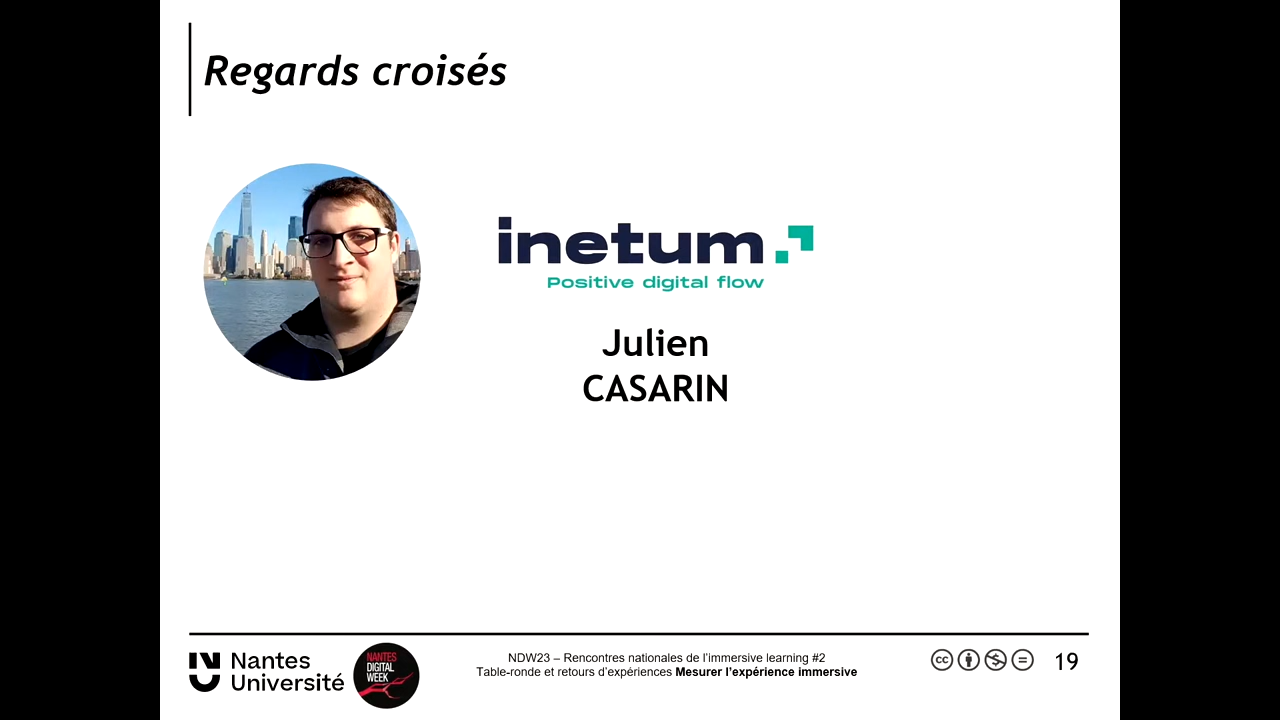 Regards croisés
inetum
Positive digital flow
Julien
CASARIN
Nantes
Université
NANTES
DIGITAL
WEEK
NDW23 – Rencontres nationales de l’immersive learning #2
Table-ronde et retours d’expériences Mesurer l’expérience immersive
cc
19